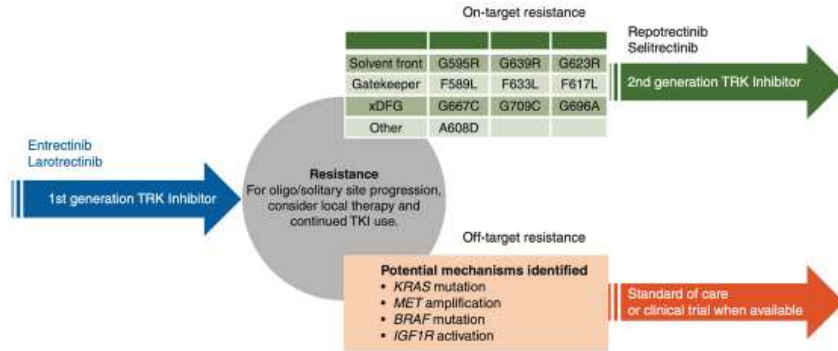 On-target resistance
Solvent front G595R G639R G623R
Gatekeeper F589L F633L F617L
xDFG G667C G709C G696A
Other A608D
Repotrectinib
Selitrectinib
2nd generation TRK Inhibitor
Entrectinib
Larotrectinib
1st generation TRK Inhibitor
Resistance
For oligo/solitary site progression,
consider local therapy and
continued TKI use.
Off-target resistance
Potential mechanisms identified
• KRAS mutation
• MET amplification
• BRAF mutation
• IGF1R activation
Standard of care
or clinical trial when available